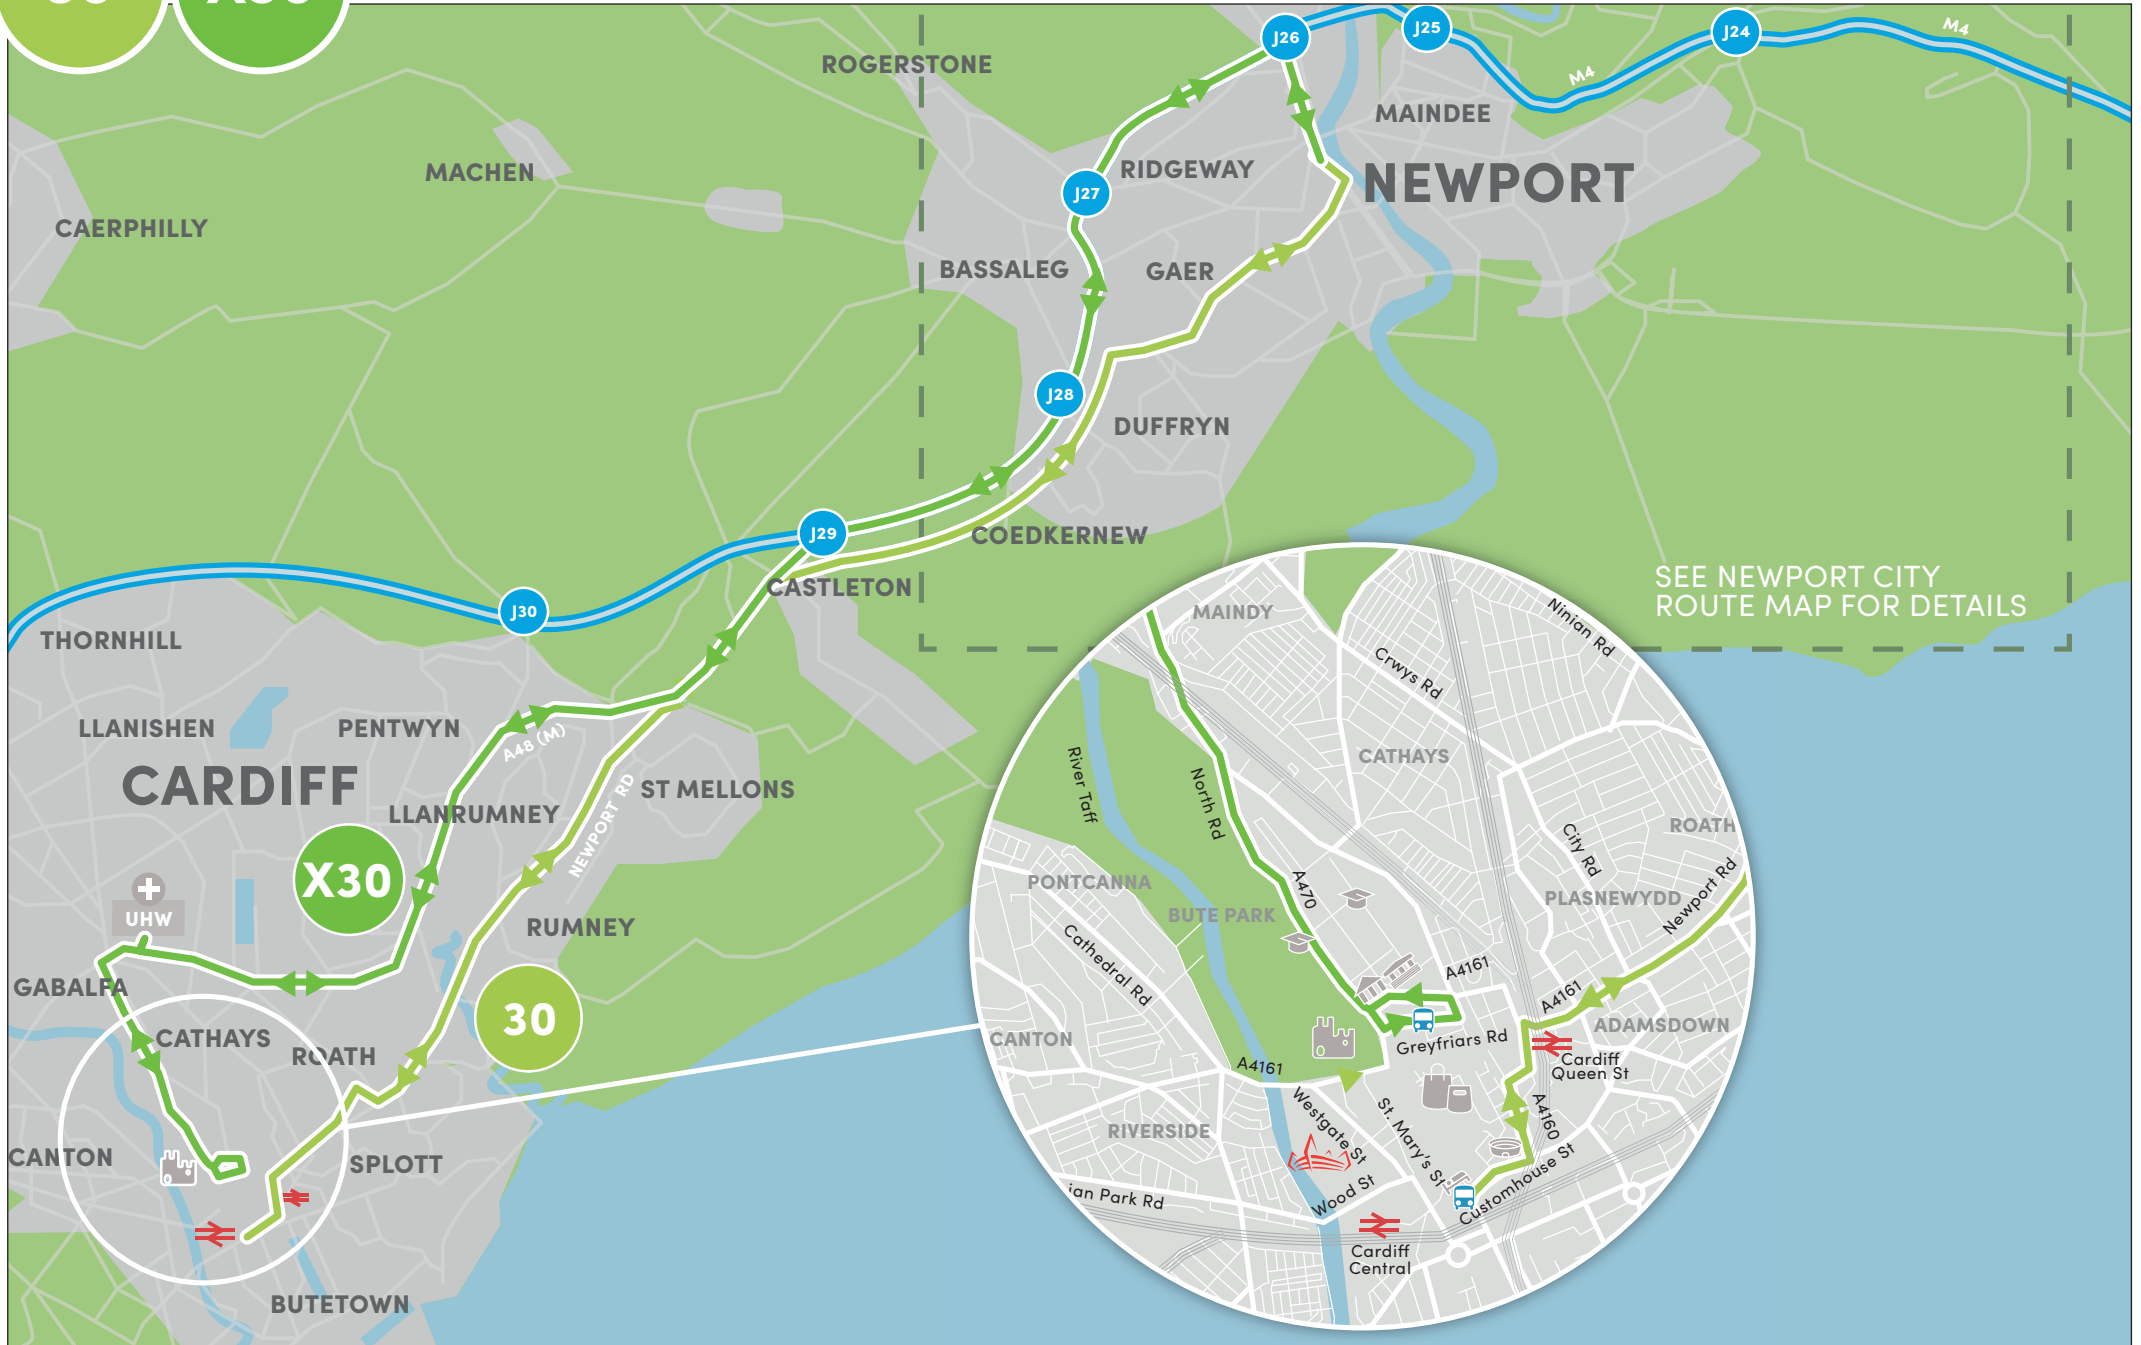 J26
J25
J24
M4
M4
ROGERSTONE
MAINDEE
MACHEN
RIDGEWAY
NEWPORT
J27
CAERPHILLY
BASSALEG
GAER
J28
DUFFRYN
J29
COEDKERNEW
CASTLETON
SEE NEWPORT CITY
ROUTE MAP FOR DETAILS
J30
THORNHILL
LLANISHEN
PENTWYN
A48 (M)
CARDIFF
ST MELLONS
LLANRUMNEY
NEWPORT RD
X30
UHW
RUMNEY
GABALFA
30
CATHAYS
ROATH
CANTON
SPLOTT
BUTETOWN
MAINDY
Ninian Rd
Crwys Rd
CATHAYS
River Taff
North Rd
ROATH
City Rd
PONTCANNA
A470
PLASNEWYDD
Newport Rd
BUTE PARK
Cathedral Rd
A4161
A4161
ADAMSDOWN
CANTON
Greyfriars Rd
A4161
Cardiff
Queen St
Westgate St
St. Mary's St
A4160
RIVERSIDE
Customhouse St
Wood St
ian Park Rd
Cardiff
Central